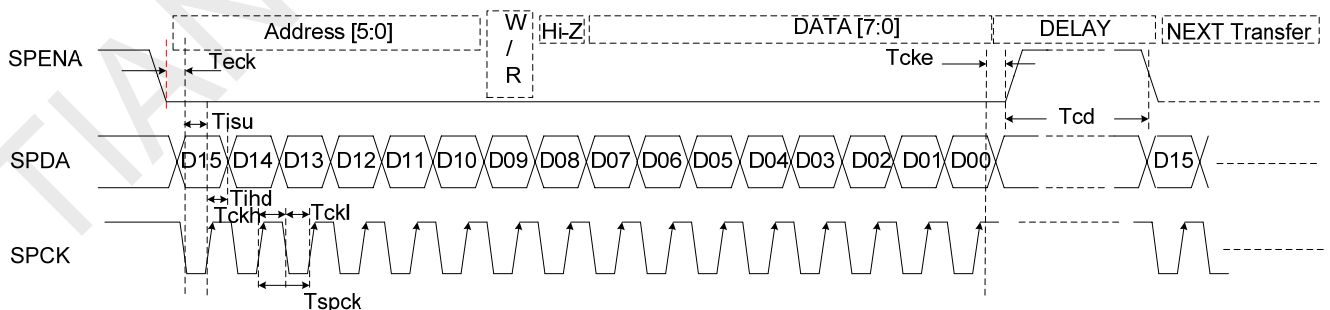 Address [5:0]
W
/
R
Hi-Z
DATA [7:0]
DELAY
NEXT Transfer
SPENA
Teck
Tcke
Tcd
Tisu
SPDA
D15
D14
D13
D12
D11
D10
D09
D08
D07
D06
D05
D04
D03
D02
D01
D00
D15
Tihd
Tckh
Tckl
SPCK
Tspck
TIAN